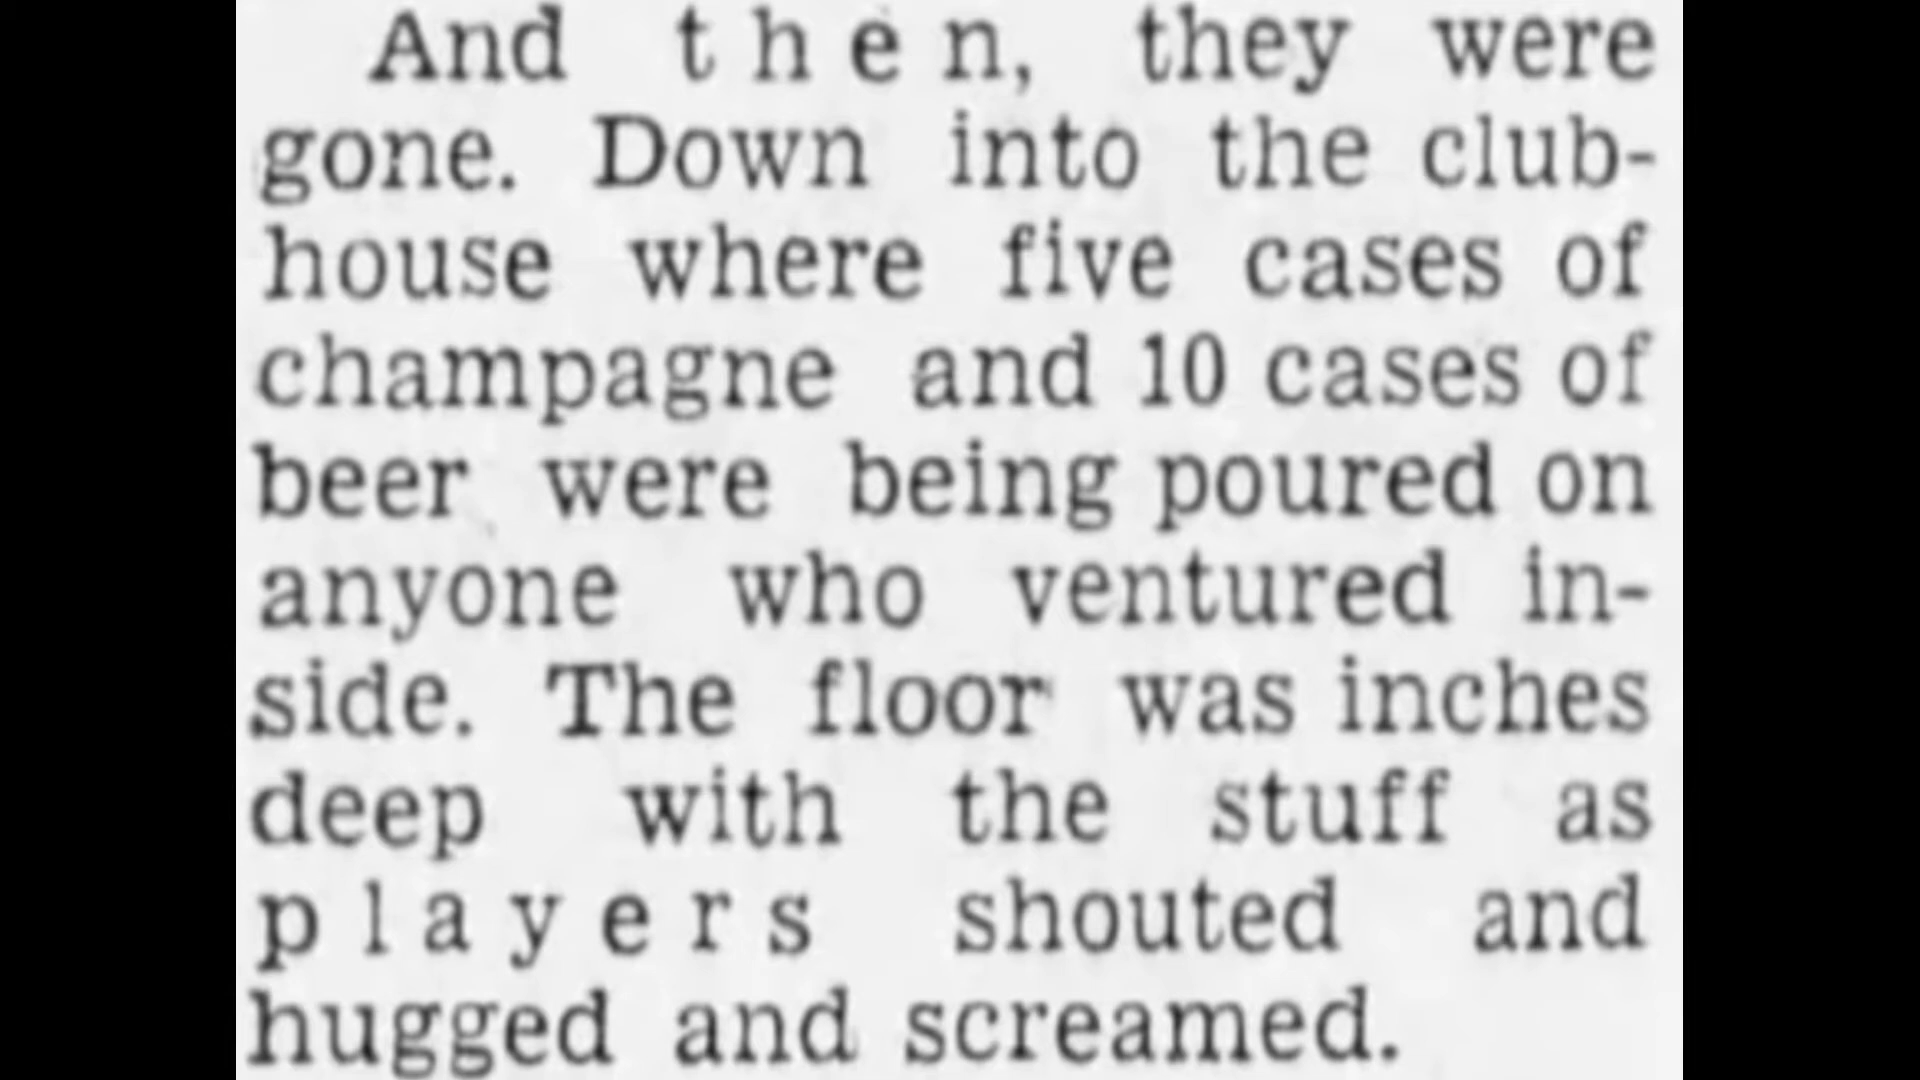 And then, they were
gone. Down into the club-
house where five cases of
champagne and 10 cases of
beer were being poured on
anyone who ventured in-
side. The floor was inches
deep with the stuff as
players shouted and
hugged and screamed.